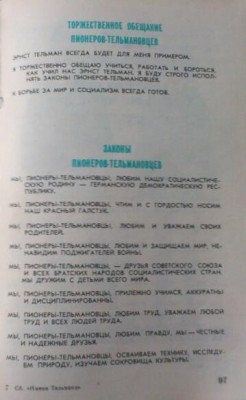 ТОРЖЕСТВЕННОЕ ОБЕЩАНИЕ
ПИОНЕРОВ-ТЕЛЬМАНОВЦЕВ
ЭРНСТ ТЕЛЬМАН ВСЕГДА БУДЕТ ДЛЯ МЕНЯ ПРИМЕРОМ.
Я ТОРЖЕСТВЕННО ОБЕЩАЮ УЧИТЬСЯ, РАБОТАТЬ И БОРОТЬСЯ,
КАК УЧИЛ НАС ЭРНСТ ТЕЛЬМАН. Я БУДУ СТРОГО ИСПОЛ-
НЯТЬ ЗАКОНЫ ПИОНЕРОВ-ТЕЛЬМАНОВЦЕВ.
К БОРЬБЕ ЗА МИР И СОЦИАЛИЗМ ВСЕГДА ГОТОВ.
ЗАКОНЫ
ПИОНЕРОВ-ТЕЛЬМАНОВЦЕВ
МЫ, ПИОНЕРЫ-ТЕЛЬМАНОВЦЫ, ЛЮБИМ НАШУ СОЦИАЛИСТИЧЕ-
СКУЮ РОДИНУ — ГЕРМАНСКУЮ ДЕМОКРАТИЧЕСКУЮ РЕС-
ПУБЛИКУ.
МЫ, ПИОНЕРЫ-ТЕЛЬМАНОВЦЫ, ЧТИМ И С ГОРДОСТЬЮ НОСИМ
НАШ КРАСНЫЙ ГАЛСТУК.
МЫ, ПИОНЕРЫ-ТЕЛЬМАНОВЦЫ, ЛЮБИМ И УВАЖАЕМ СВОИХ
РОДИТЕЛЕЙ.
МЫ, ПИОНЕРЫ-ТЕЛЬМАНОВЦЫ, ЛЮБИМ И ЗАЩИЩАЕМ МИР, НЕ-
НАВИДИМ ПОДЖИГАТЕЛЕЙ ВОЙНЫ.
МЫ, ПИОНЕРЫ-ТЕЛЬМАНОВЦЫ, — ДРУЗЬЯ СОВЕТСКОГО СОЮЗА
И ВСЕХ БРАТСКИХ НАРОДОВ СОЦИАЛИСТИЧЕСКИХ СТРАН,
МЫ ДРУЖИМ С ДЕТЬМИ ВСЕГО МИРА.
МЫ, ПИОНЕРЫ-ТЕЛЬМАНОВЦЫ, ПРИЛЕЖНО УЧИМСЯ, АККУРАТ-
НЫ И ДИСЦИПЛИНИРОВАННЫ.
МЫ, ПИОНЕРЫ-ТЕЛЬМАНОВЦЫ, ЛЮБИМ ТРУД, УВАЖАЕМ ЛЮБОЙ
ТРУД И ВСЕХ ЛЮДЕЙ ТРУДА.
МЫ, ПИОНЕРЫ-ТЕЛЬМАНОВЦЫ, ЛЮБИМ ПРАВДУ, МЫ — ЧЕСТНЫЕ
И НАДЕЖНЫЕ ДРУЗЬЯ.
МЫ, ПИОНЕРЫ-ТЕЛЬМАНОВЦЫ, ОСВАИВАЕМ ТЕХНИКУ, ИССЛЕДУ-
ЕМ ПРИРОДУ, ИЗУЧАЕМ СОКРОВИЩА КУЛЬТУРЫ.
97
7 Сб. «Тельмана»